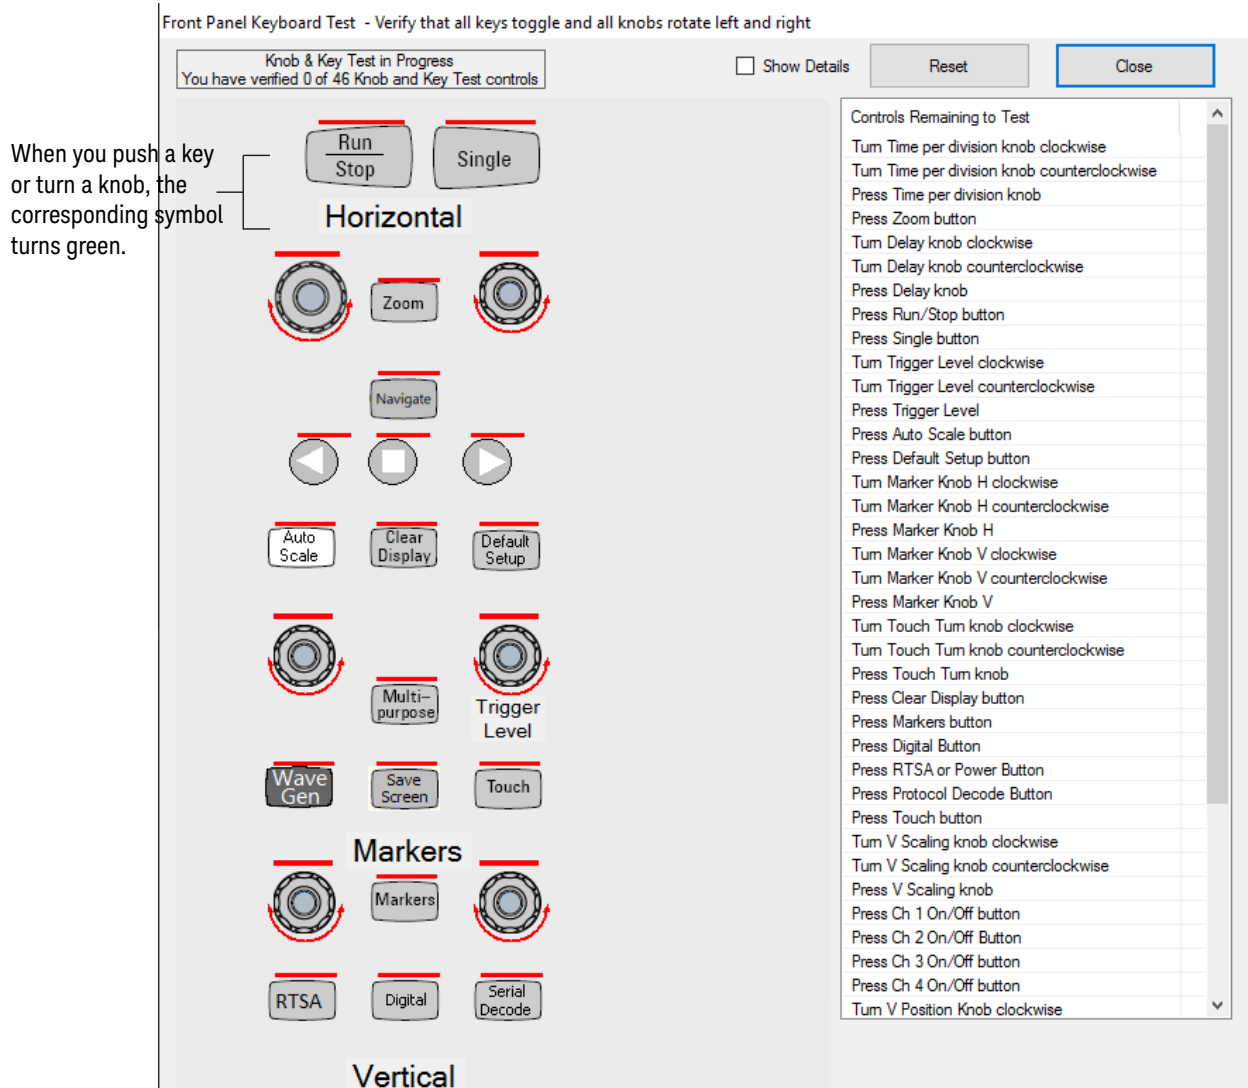 Front Panel Keyboard Test - Verify that all keys toggle and all knobs rotate left and right
Knob & Key Test in Progress
You have verified 0 of 46 Knob and Key Test controls
Show Details
Reset
Close
When you push a key
or turn a knob, the
corresponding symbol
turns green.
Run
Stop
Single
Horizontal
Zoom
Navigate
Auto
Scale
Clear
Display
Default
Setup
Multi-
purpose
Trigger
Level
Wave
Gen
Save
Screen
Touch
Markers
Markers
RTSA
Digital
Serial
Decode
Vertical
Controls Remaining to Test
Turn Time per division knob clockwise
Turn Time per division knob counterclockwise
Press Time per division knob
Press Zoom button
Turn Delay knob clockwise
Turn Delay knob counterclockwise
Press Delay knob
Press Run/Stop button
Press Single button
Turn Trigger Level clockwise
Turn Trigger Level counterclockwise
Press Trigger Level
Press Auto Scale button
Press Default Setup button
Turn Marker Knob H clockwise
Turn Marker Knob H counterclockwise
Press Marker Knob H
Turn Marker Knob V clockwise
Turn Marker Knob V counterclockwise
Press Marker Knob V
Turn Touch Turn knob clockwise
Turn Touch Turn knob counterclockwise
Press Touch Turn knob
Press Clear Display button
Press Markers button
Press Digital Button
Press RTSA or Power Button
Press Protocol Decode Button
Press Touch button
Turn V Scaling knob clockwise
Turn V Scaling knob counterclockwise
Press V Scaling knob
Press Ch 1 On/Off button
Press Ch 2 On/Off Button
Press Ch 3 On/Off button
Press Ch 4 On/Off button
Turn V Position Knob clockwise